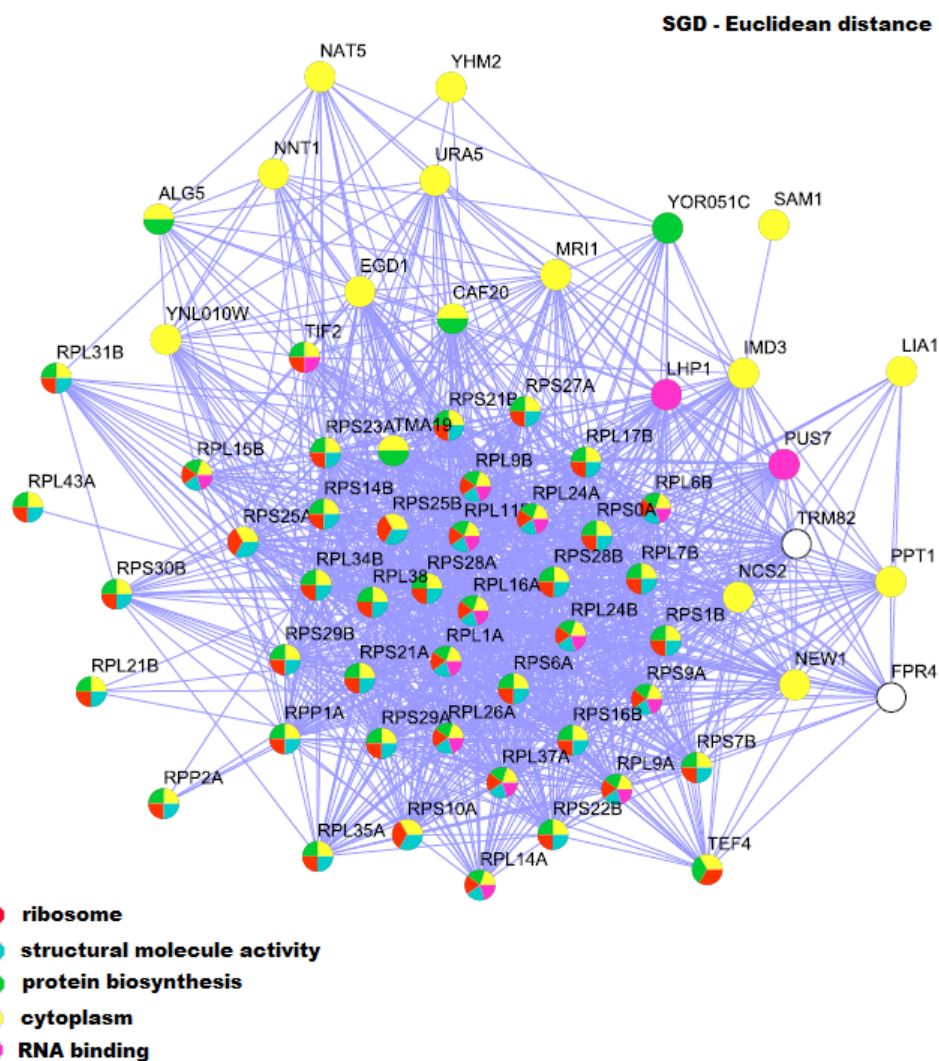 SGD - Euclidean distance
NAT5
YHM2
NNT1
URA5
ALG5
YOR051C
SAM1
MRI1
EGD1
CAF20
YNL010W
TIF2
RPL31B
LHP1
IMD3
LIA1
RPS21B
RPS27A
RPS23A
TMA19
RPL15B
RPL9B
RPL17B
PUS7
RPL43A
RPS14B
RPS25B
RPL24A
RPL6B
RPS25A
RPS0A
TRM82
RPL34B
RPL38
RPS28A
RPS28B
RPL7B
NCS2
PPT1
RPS30B
RPL16A
RPL24B
RPS1B
RPS29B
RPS21A
RPL1A
RPS6A
RPS9A
NEW1
FPR4
RPL21B
RPP1A
RPS29A
RPL26A
RPS16B
RPS7B
RPP2A
RPL37A
RPL9A
RPL35A
RPS10A
RPS22B
TEF4
RPL14A
ribosome
structural molecule activity
protein biosynthesis
cytoplasm
RNA binding